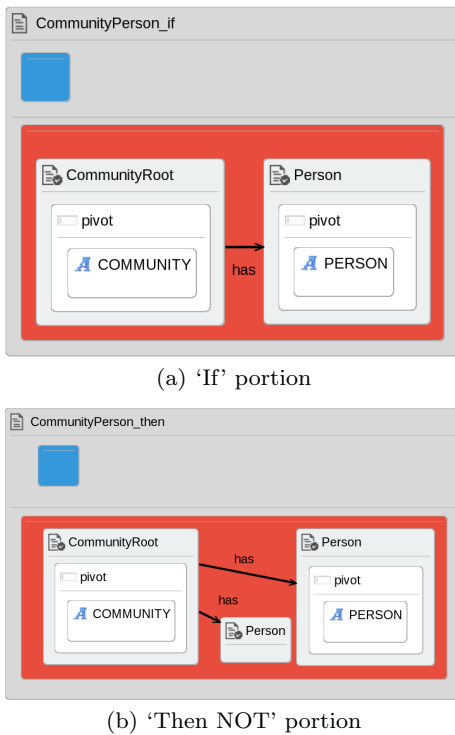 CommunityPerson_if
CommunityRoot
Person
pivot
pivot
A COMMUNITY
A PERSON
has
(a) ‘If’ portion
CommunityPerson_then
CommunityRoot
has
Person
pivot
pivot
has
A COMMUNITY
Person
A PERSON
(b) ‘Then NOT’ portion